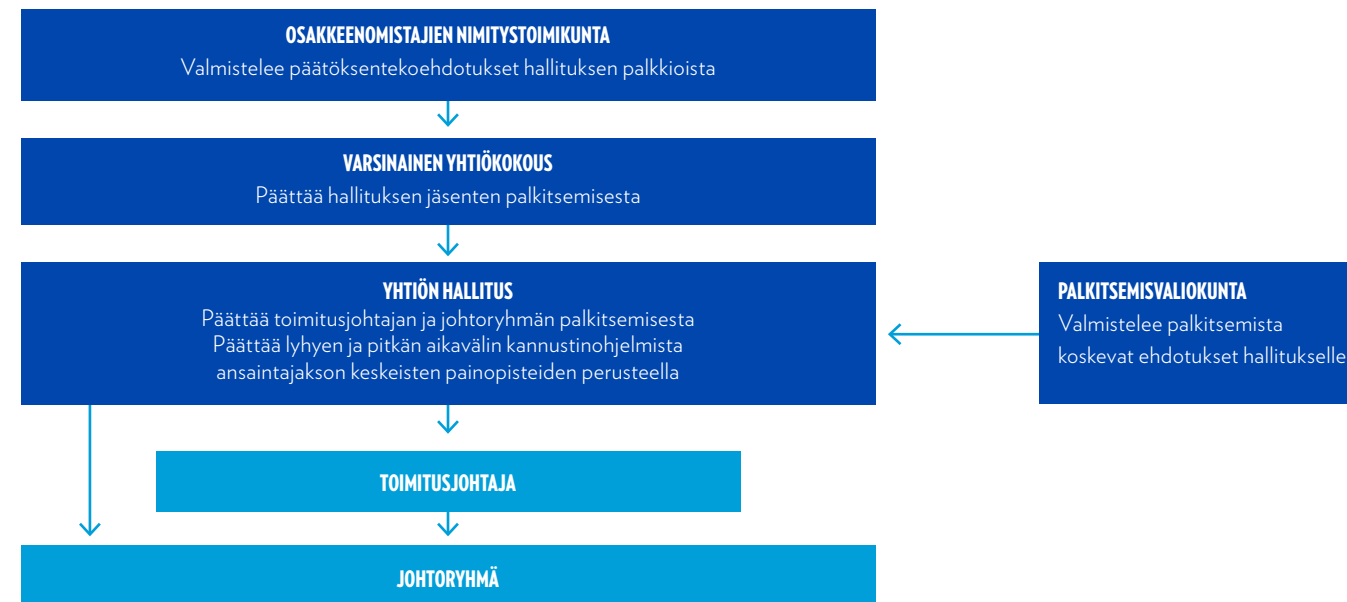 OSAKKEENOMISTAJIEN NIMITYSTOIMIKUNTA
Valmistelee päätöksentekoehdotukset hallituksen palkkioista
VARSINAINEN YHTIÖKOKOUS
Päättää hallituksen jäsenten palkitsemisesta
YHTIÖN HALLITUS
Päättää toimitusjohtajan ja johtoryhmän palkitsemisesta
Päättää lyhyen ja pitkän aikavälin kannustinohjelmista
ansaintajakson keskeisten painopisteiden perusteella
PALKITSEMISVALIOKUNTA
Valmistelee palkitsemista
koskevat ehdotukset hallitukselle
TOIMITUSJOHTAJA
JOHTORYHMÄ